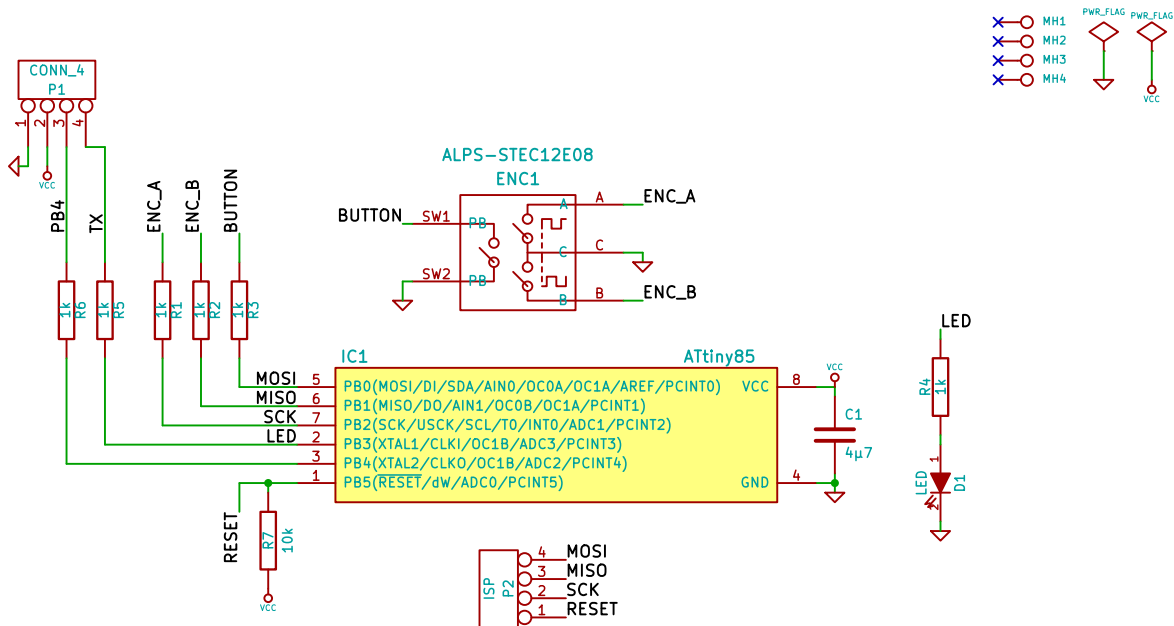 MH1
MH2
MH3
MH4
PWR_FLAG
PWR_FLAG
VCC
CONN_4
P1
1
2
3
4
VCC
PB4
TX
ENC_A
ENC_B
BUTTON
1k
R6
1k
R5
1k
R1
1k
R2
1k
R3
ALPS-STEC12E08
ENC1
BUTTON
SW1
PB
SW2
PB
A
A
ENC_A
C
C
B
B
ENC_B
IC1
ATtiny85
MOSI
5
PB0(MOSI/DI/SDA/AIN0/OC0A/OC1A/AREF/PCINT0)
MISO
6
PB1(MISO/DO/AIN1/OC0B/OC1A/PCINT1)
SCK
7
PB2(SCK/USCK/SCL/T0/INT0/ADC1/PCINT2)
LED
2
PB3(XTAL1/CLKI/OC1B/ADC3/PCINT3)
3
PB4(XTAL2/CLKO/OC1B/ADC2/PCINT4)
1
PB5(RESET/dW/ADC0/PCINT5)
VCC
8
GND
4
VCC
C1
4µ7
LED
R4
1k
1
LED
2
D1
RESET
R7
10k
VCC
ISP
P2
4
MOSI
3
MISO
2
SCK
1
RESET